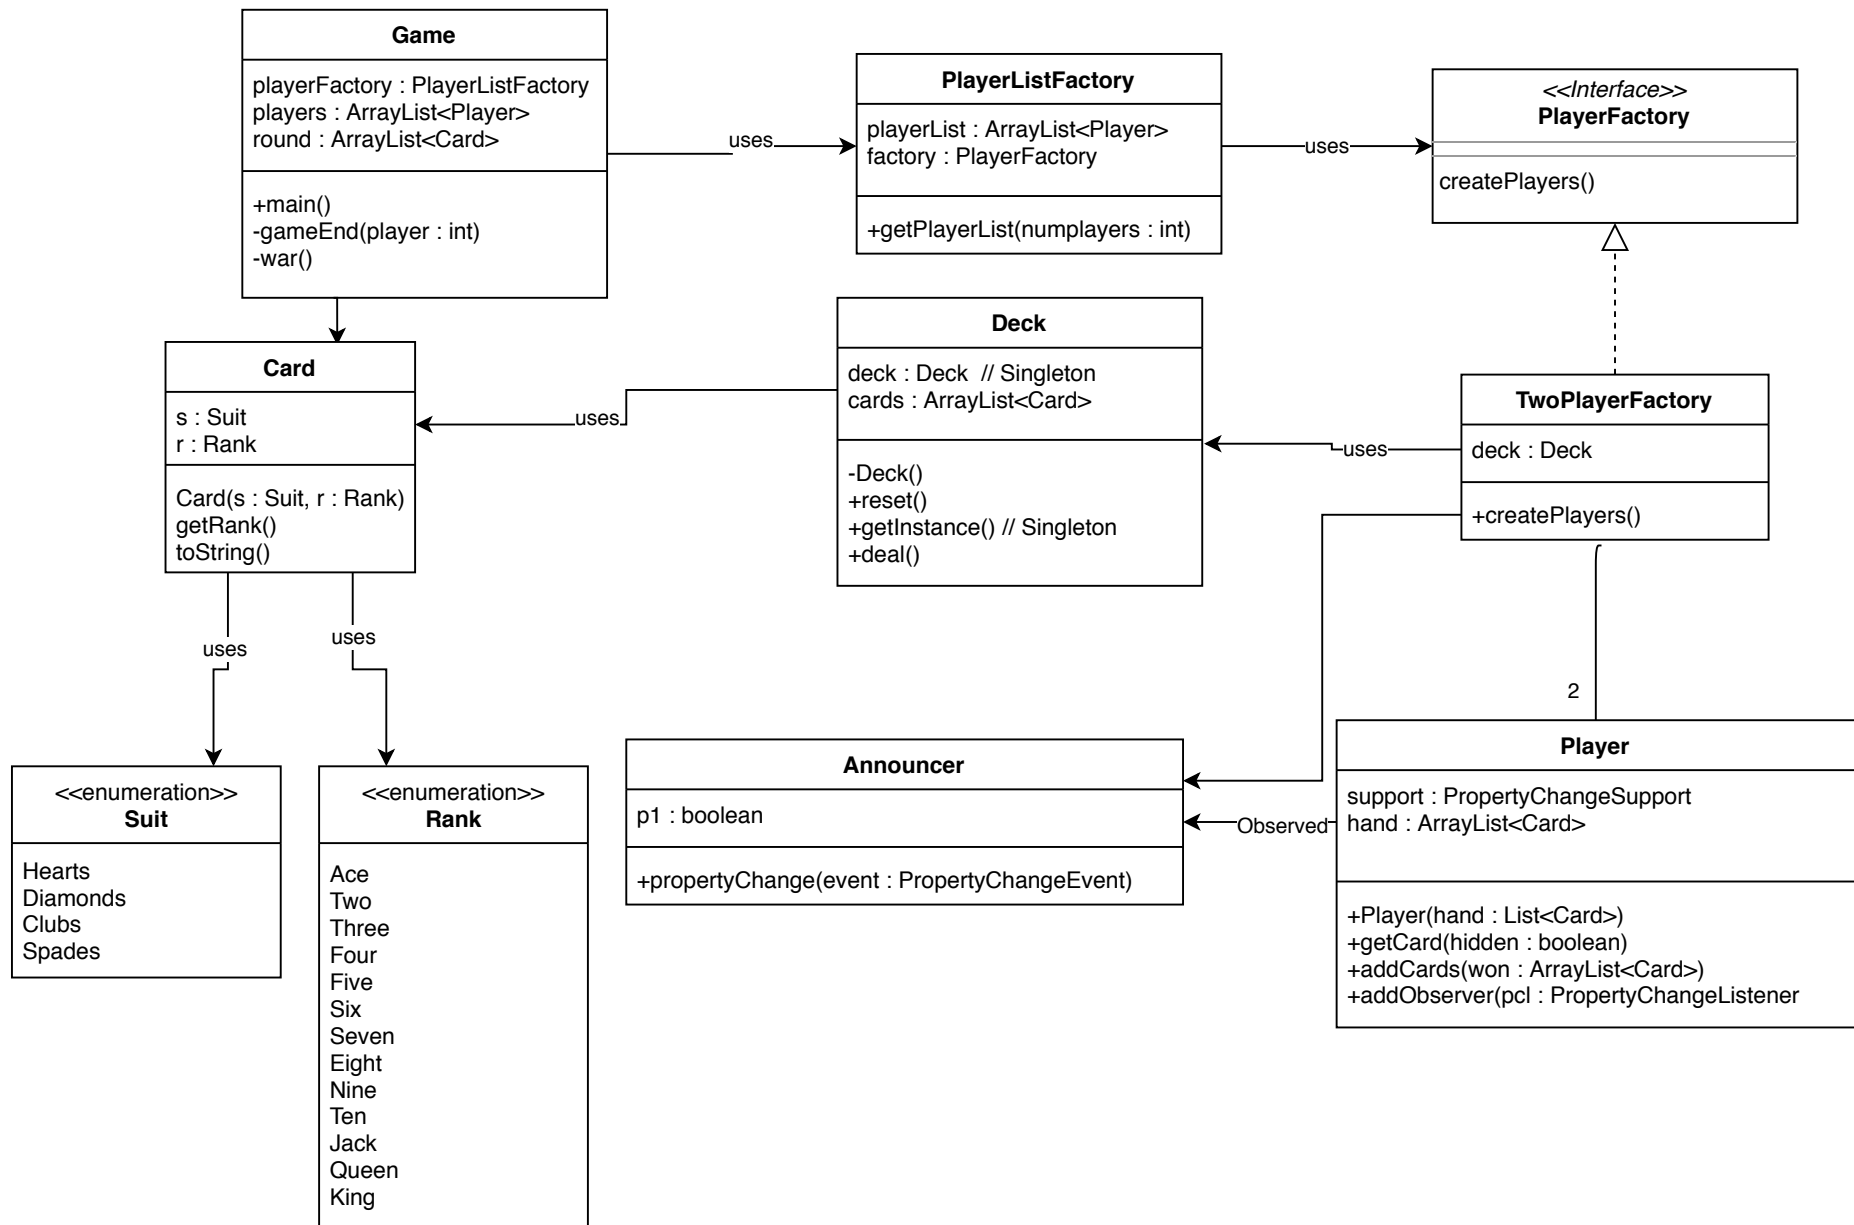 Game
playerFactory : PlayerListFactory
players : ArrayList<Player>
round : ArrayList<Card>
+main()
-gameEnd(player : int)
-war()
uses
PlayerListFactory
playerList : ArrayList<Player>
factory : PlayerFactory
+getPlayerList(numplayers : int)
uses
<<Interface>>
PlayerFactory
createPlayers()
Card
s : Suit
r : Rank
Card(s : Suit, r : Rank)
getRank()
toString()
uses
Deck
deck : Deck // Singleton
cards : ArrayList<Card>
-Deck()
+reset()
+getInstance() // Singleton
+deal()
uses
TwoPlayerFactory
deck : Deck
+createPlayers()
uses
uses
2
<<enumeration>>
Suit
Hearts
Diamonds
Clubs
Spades
<<enumeration>>
Rank
Ace
Two
Three
Four
Five
Six
Seven
Eight
Nine
Ten
Jack
Queen
King
Announcer
p1 : boolean
+propertyChange(event : PropertyChangeEvent)
Observed
Player
support : PropertyChangeSupport
hand : ArrayList<Card>
+Player(hand : List<Card>)
+getCard(hidden : boolean)
+addCards(won : ArrayList<Card>)
+addObserver(pcl : PropertyChangeListener